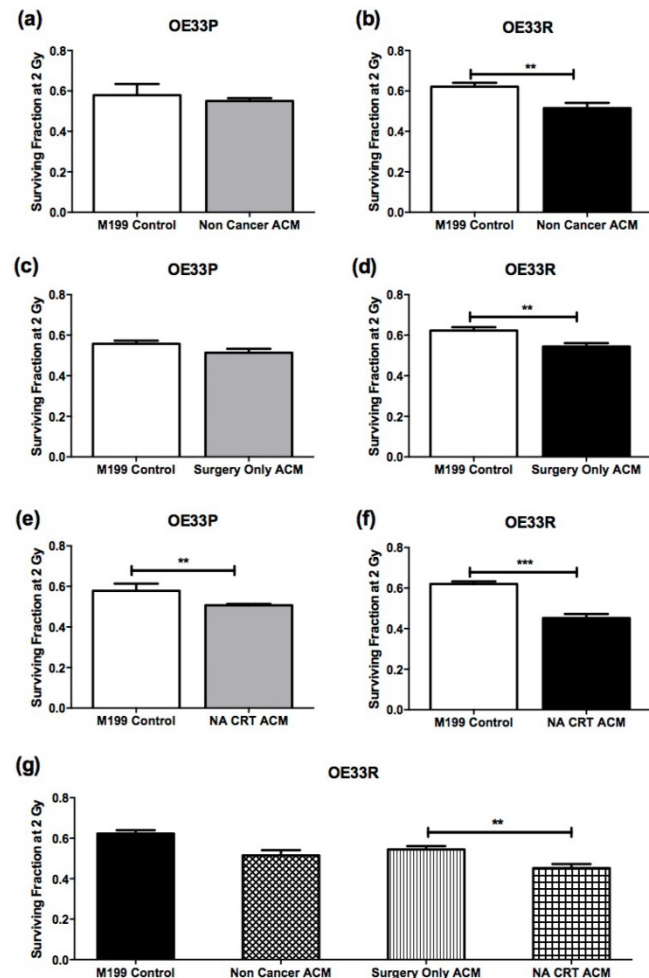 (a)
OE33P
Surviving Fraction at 2 Gy
0.8
0.6
0.4
0.2
0.0
M199 Control Non Cancer ACM
(b)
OE33R
**
Surviving Fraction at 2 Gy
0.8
0.6
0.4
0.2
0.0
M199 Control Non Cancer ACM
(c)
OE33P
Surviving Fraction at 2 Gy
0.8
0.6
0.4
0.2
0.0
M199 Control Surgery Only ACM
(d)
OE33R
**
Surviving Fraction at 2 Gy
0.8
0.6
0.4
0.2
0.0
M199 Control Surgery Only ACM
(e)
OE33P
**
Surviving Fraction at 2 Gy
0.8
0.6
0.4
0.2
0.0
M199 Control NA CRT ACM
(f)
OE33R
***
Surviving Fraction at 2 Gy
0.8
0.6
0.4
0.2
0.0
M199 Control NA CRT ACM
(g)
OE33R
**
Surviving Fraction at 2 Gy
0.8
0.6
0.4
0.2
0.0
M199 Control Non Cancer ACM Surgery Only ACM NA CRT ACM